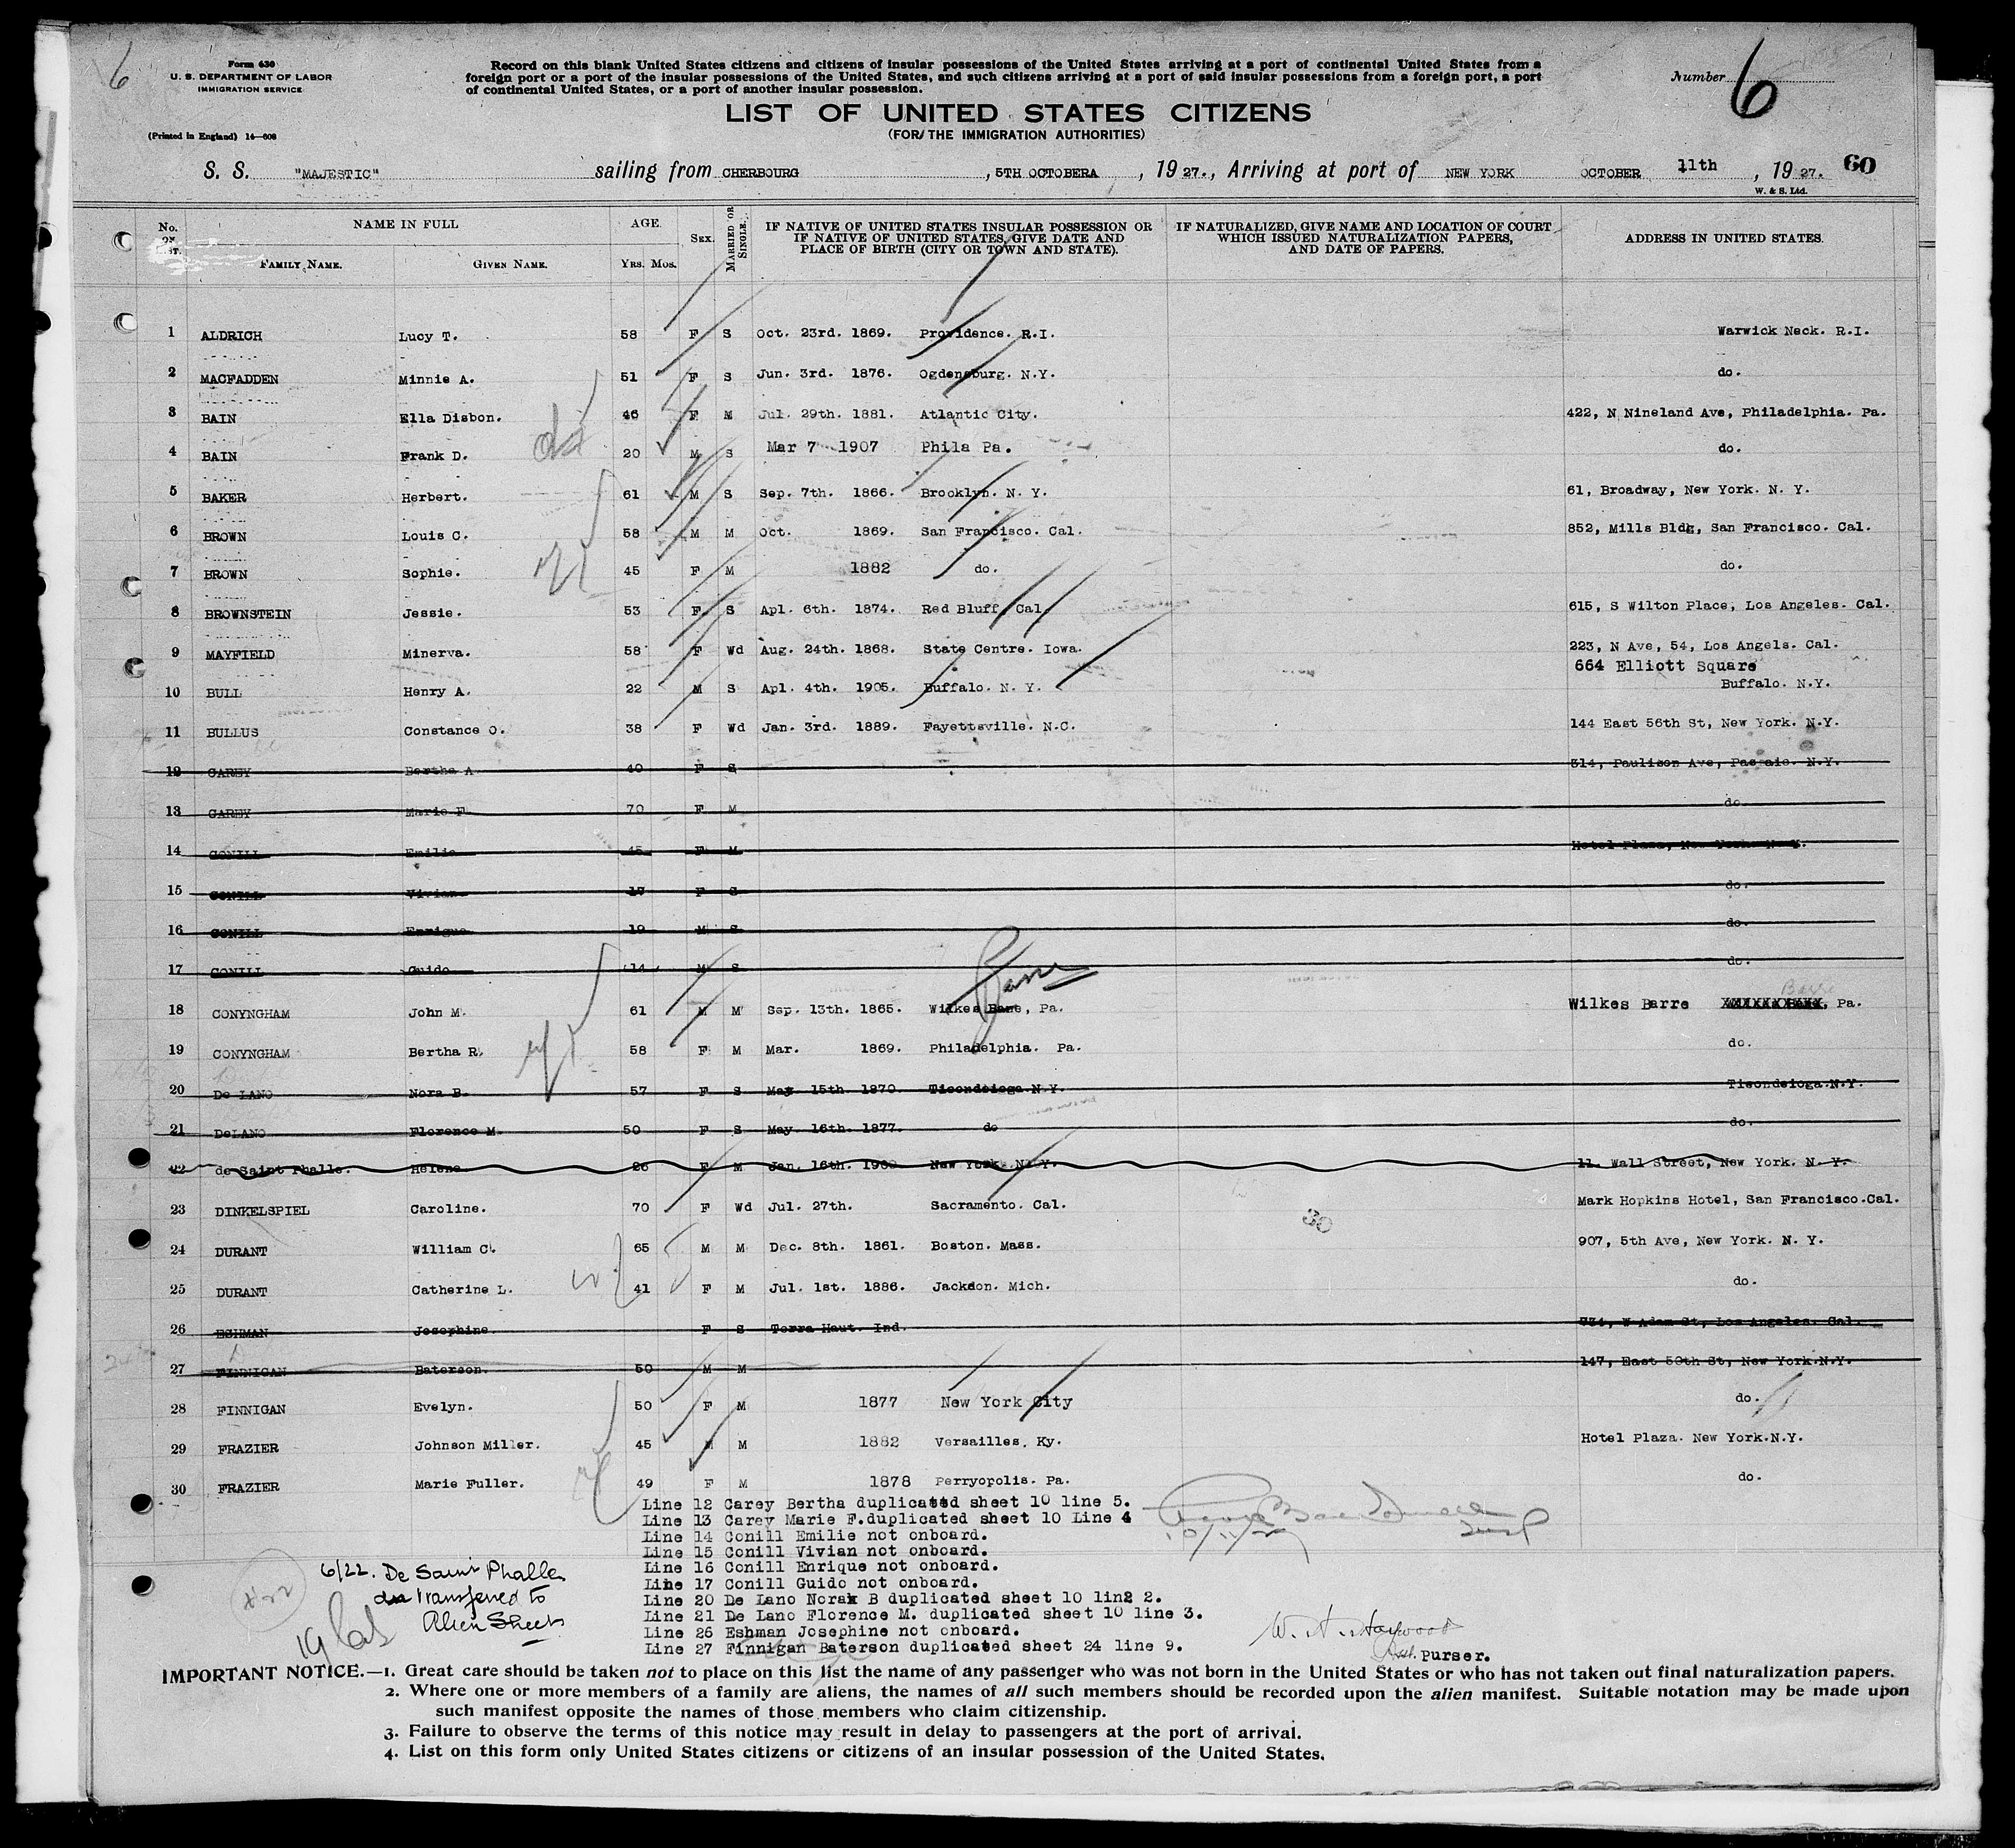 6
Form 630
U. S. DEPARTMENT OF LABOR
IMMIGRATION SERVICE
(Printed in England) 14—608
Record on this blank United States citizens and citizens of insular possessions of the United States arriving at a port of continental United States from a
foreign port or a port of the insular possessions of the United States, and such citizens arriving at a port of said insular possessions from a foreign port, a port
of continental United States, or a port of another insular possession.
Number 6
LIST OF UNITED STATES CITIZENS
(FOR THE IMMIGRATION AUTHORITIES)
S. S. "MAJESTIC" sailing from CHERBOURG, 5TH OCTOBERA, 1927., Arriving at port of NEW YORK OCTOBER 11th, 1927. 60
W. & S. Ltd.
No. ON LIST. NAME IN FULL AGE. SEX. MARRIED OR SINGLE. IF NATIVE OF UNITED STATES INSULAR POSSESSION OR IF NATURALIZED, GIVE NAME AND LOCATION OF COURT ADDRESS IN UNITED STATES.
IF NATIVE OF UNITED STATES, GIVE DATE AND WHICH ISSUED NATURALIZATION PAPERS,
PLACE OF BIRTH (CITY OR TOWN AND STATE). AND DATE OF PAPERS.
FAMILY NAME. GIVEN NAME. YRS. MOS.
1 ALDRICH Lucy T. 58 F S Oct. 23rd. 1869. Providence. R.I. Warwick Neck. R.I.
2 MACFADDEN Minnie A. 51 F S Jun. 3rd. 1876. Ogdensburg. N.Y. do.
3 BAIN Ella Disbon. 46 F M Jul. 29th. 1881. Atlantic City. 422, N Nineland Ave, Philadelphia. Pa.
4 BAIN Frank D. 20 M S Mar 7 1907 Phila Pa. do.
5 BAKER Herbert. 61 M S Sep. 7th. 1866. Brooklyn. N. Y. 61, Broadway, New York. N. Y.
6 BROWN Louis C. 58 M M Oct. 1869. San Francisco. Cal. 852, Mills Bldg, San Francisco. Cal.
7 BROWN Sophie. 45 F M 1882 do. do.
8 BROWNSTEIN Jessie. 53 F. S Apl. 6th. 1874. Red Bluff, Cal. 615, S Wilton Place, Los Angeles. Cal.
9 MAYFIELD Minerva. 58 F Wd Aug. 24th. 1868. State Centre. Iowa. 223, N Ave, 54, Los Angels. Cal.
664 Elliott Square
10 BULL Henry A. 22 M S Apl. 4th. 1905. Buffalo. N. Y. Buffalo. N.Y.
11 BULLUS Constance O. 38 F Wd Jan. 3rd. 1889. Fayettsville. N.C. 144 East 56th St, New York. N.Y.
12 CAREY Bertha A 40 F S 314, Paulison Ave, Passaic. N.Y.
13 CAREY Marie F. 70 F M do
14 CONILL Emilie 45 F M Hotel Plaza, New York. N.Y.
15 CONILL Vivian 17 F S do.
16 CONILL Enrique 19 M S do.
17 CONILL Guido 14 M S do.
Barre
18 CONYNGHAM John M. 61 M M Sep. 13th. 1865. Wilkes Bane, Pa. Wilkes Barre XXXXXXXXXX, Pa.
19 CONYNGHAM Bertha R. 58 F M Mar. 1869. Philadelphia. Pa. do.
20 De LANO Nora B. 57 F S May 15th 1870. Ticondeioga N.Y. Ticondeioga.N.Y.
21 DeLANO Florence M. 50 F S May. 16th. 1877. do do.
22 de Saint Phalle. Helene 26 F M Jan. 16th. New York. N.Y. 11. Wall Street, New York. N. Y.
23 DINKELSPIEL Caroline. 70 F Wd Jul. 27th. Sacramento. Cal. 30 Mark Hopkins Hotel, San Francisco.Cal.
24 DURANT William C. 65 M M Dec. 8th. 1861. Boston. Mass. 907, 5th Ave, New York. N. Y.
25 DURANT Catherine L. 41 F M Jul. 1st. 1886. Jackson. Mich. do.
26 ESHMAN Josephine F S Terra Haut. Ind. 734, W Adam St, Los Angeles. Cal.
27 FINNIGAN Baterson. 50 M M 147, East 50th St, New York.N.Y.
28 FINNIGAN Evelyn. 50 F M 1877 New York City do.
29 FRAZIER Johnson Miller. 45 M M 1882 Versailles. Ky. Hotel Plaza. New York.N.Y.
30 FRAZIER Marie Fuller. 49 F M 1878 Perryopolis. Pa. do.
Line 12 Carey Bertha duplicated sheet 10 line 5.
Line 13 Carey Marie F.duplicated sheet 10 Line 4
Line 14 Conill Emilie not onboard.
Line 15 Conill Vivian not onboard.
Line 16 Conill Enrique not onboard.
Line 17 Conill Guido not onboard.
Line 20 De Lano Norax B duplicated sheet 10 line 2.
Line 21 De Lano Florence M. duplicated sheet 10 line 3.
Line 26 Eshman Josephine not onboard.
Line 27 Finnigan Baterson duplicated sheet 24 line 9.
6/22. De Saint Phalle
transferred to
Alien Sheets
W. H. Haywood
Asst. Purser.
IMPORTANT NOTICE.—1. Great care should be taken not to place on this list the name of any passenger who was not born in the United States or who has not taken out final naturalization papers.
2. Where one or more members of a family are aliens, the names of all such members should be recorded upon the alien manifest. Suitable notation may be made upon
such manifest opposite the names of those members who claim citizenship.
3. Failure to observe the terms of this notice may result in delay to passengers at the port of arrival.
4. List on this form only United States citizens or citizens of an insular possession of the United States.